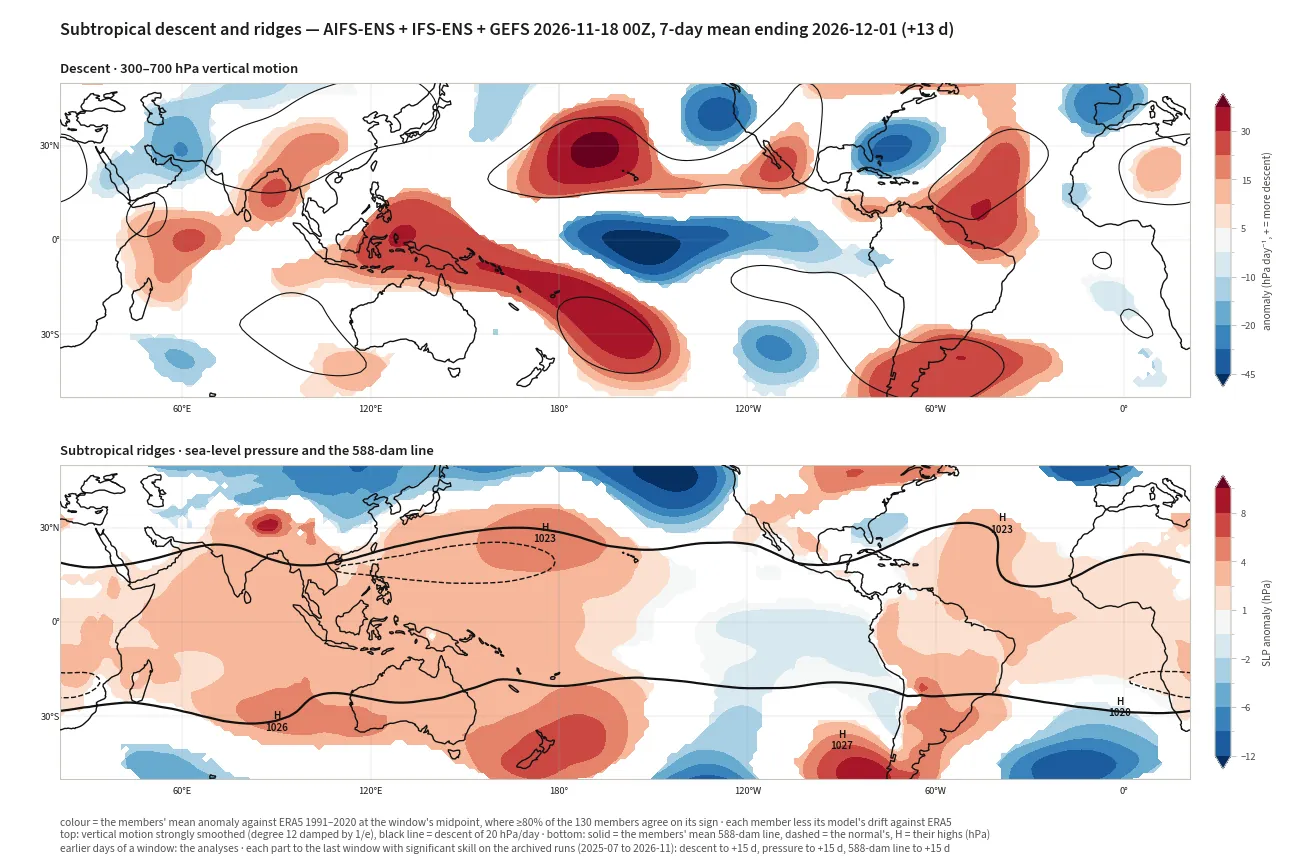 Subtropical descent and ridges — AIFS-ENS + IFS-ENS + GEFS 2026-11-18 00Z, 7-day mean ending 2026-12-01 (+13 d)
Descent · 300–700 hPa vertical motion
30°N
0°
30°S
60°E
120°E
180°
120°W
60°W
0°
30
15
5
−10
−20
−45
anomaly (hPa day⁻¹, + = more descent)
Subtropical ridges · sea-level pressure and the 588-dam line
30°N
0°
30°S
H
1023
H
1023
H
1026
H
1027
H
1020
60°E
120°E
180°
120°W
60°W
0°
8
4
1
−2
−6
−12
SLP anomaly (hPa)
colour = the members' mean anomaly against ERA5 1991–2020 at the window's midpoint, where ≥80% of the 130 members agree on its sign · each member less its model's drift against ERA5
top: vertical motion strongly smoothed (degree 12 damped by 1/e), black line = descent of 20 hPa/day · bottom: solid = the members' mean 588-dam line, dashed = the normal's, H = their highs (hPa)
earlier days of a window: the analyses · each part to the last window with significant skill on the archived runs (2025-07 to 2026-11): descent to +15 d, pressure to +15 d, 588-dam line to +15 d